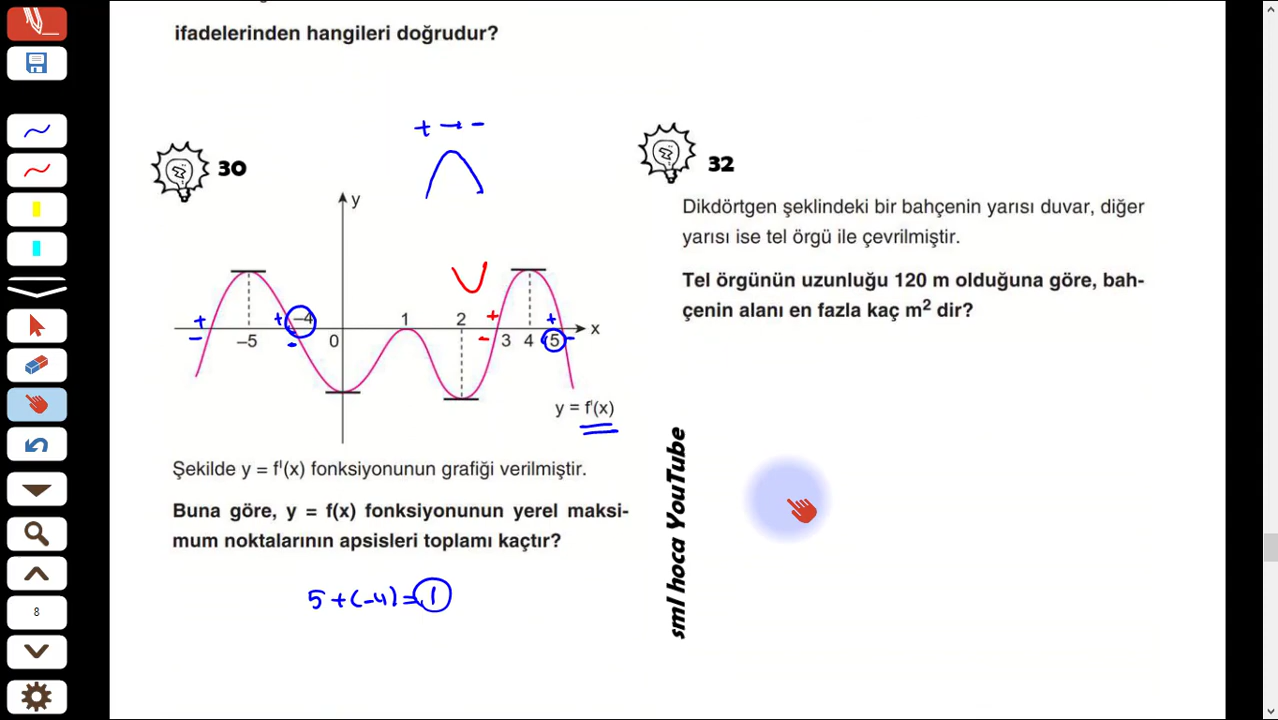 ifadelerinden hangileri doğrudur?
+ → -
30
y
-4
1
2
+
-
+
-
+
-
+
-
x
-5
0
3
4
5
y = f'(x)
Şekilde y = f'(x) fonksiyonunun grafiği verilmiştir.
Buna göre, y = f(x) fonksiyonunun yerel maksi-
mum noktalarının apsisleri toplamı kaçtır?
5+(-4)=1
32
Dikdörtgen şeklindeki bir bahçenin yarısı duvar, diğer
yarısı ise tel örgü ile çevrilmiştir.
Tel örgünün uzunluğu 120 m olduğuna göre, bah-
çenin alanı en fazla kaç m² dir?
sml hoca YouTube
8